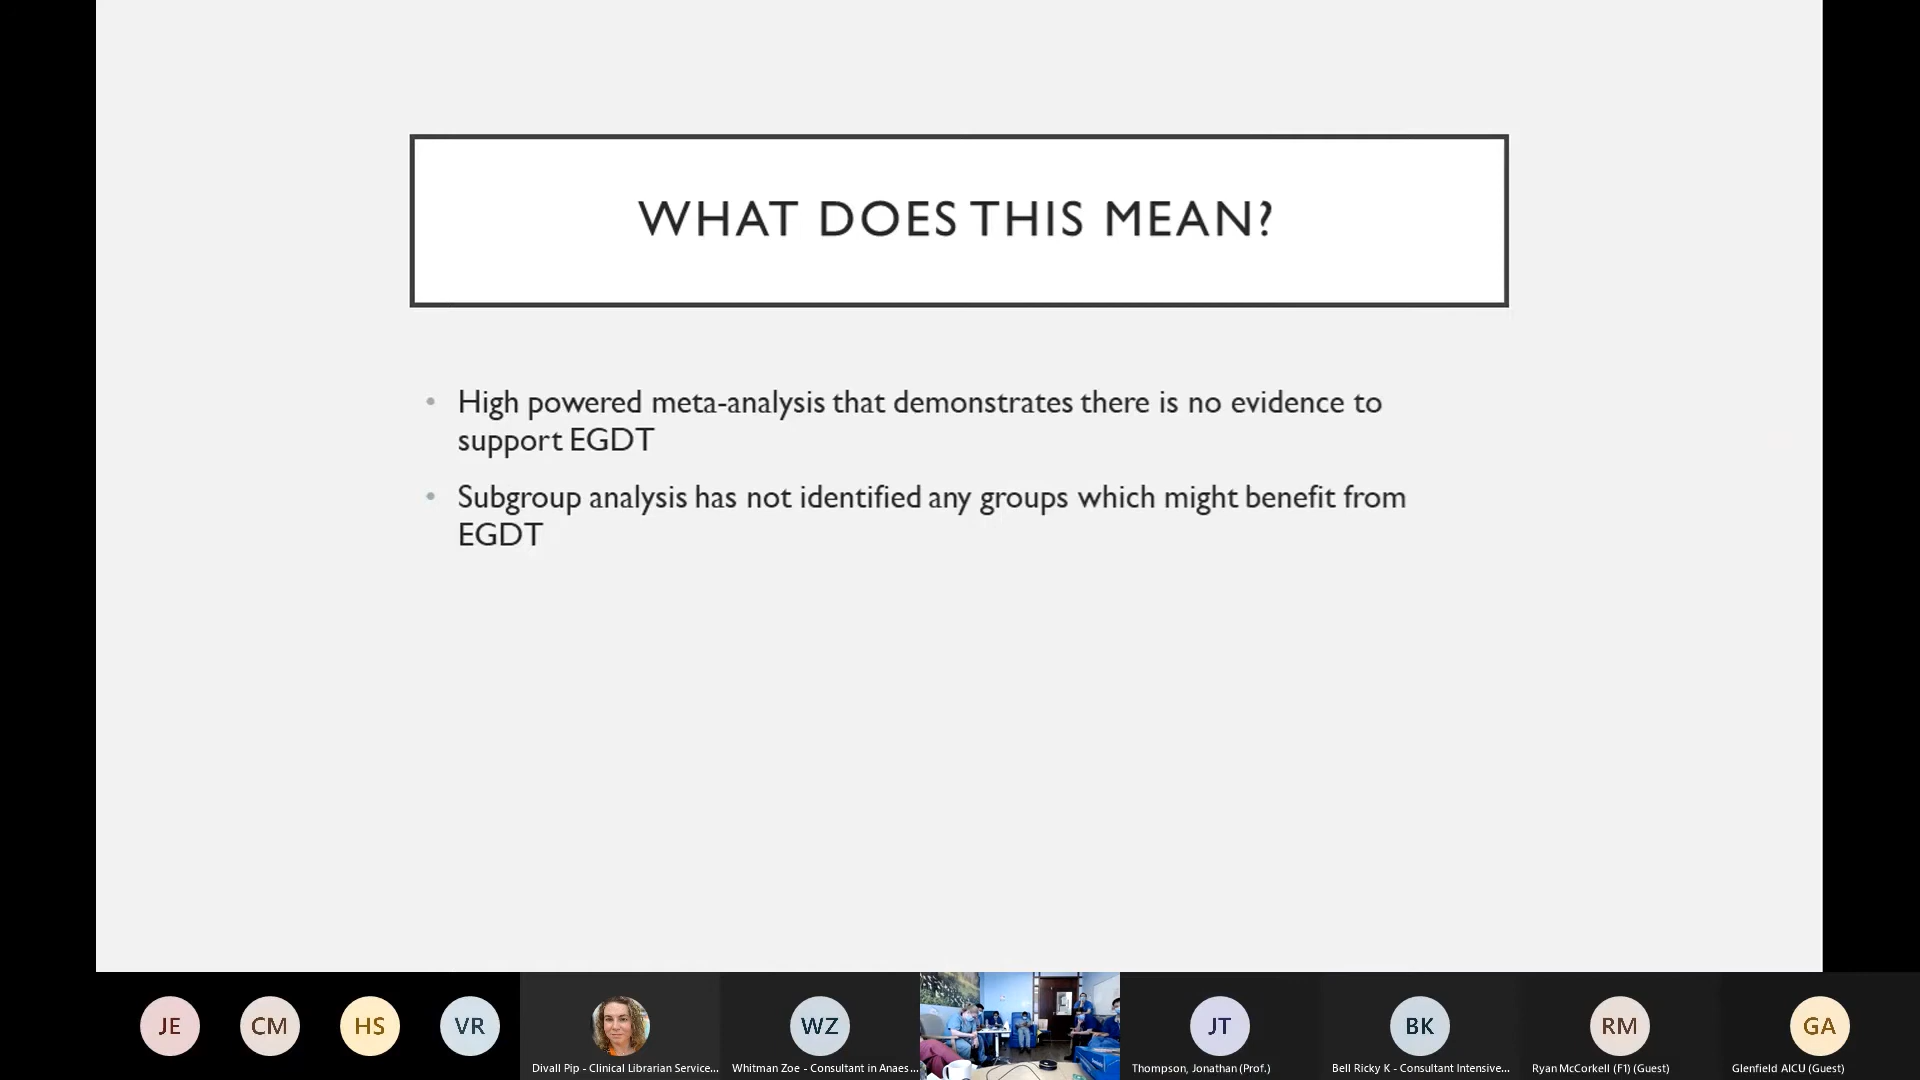 WHAT DOES THIS MEAN?
• High powered meta-analysis that demonstrates there is no evidence to
support EGDT
• Subgroup analysis has not identified any groups which might benefit from
EGDT
JE
CM
HS
VR
WZ
JT
BK
RM
GA
Divall Pip - Clinical Librarian Service...
Whitman Zoe - Consultant in Anaes...
Thompson, Jonathan (Prof.)
Bell Ricky K - Consultant Intensive...
Ryan McCorkell (F1) (Guest)
Glenfield AICU (Guest)